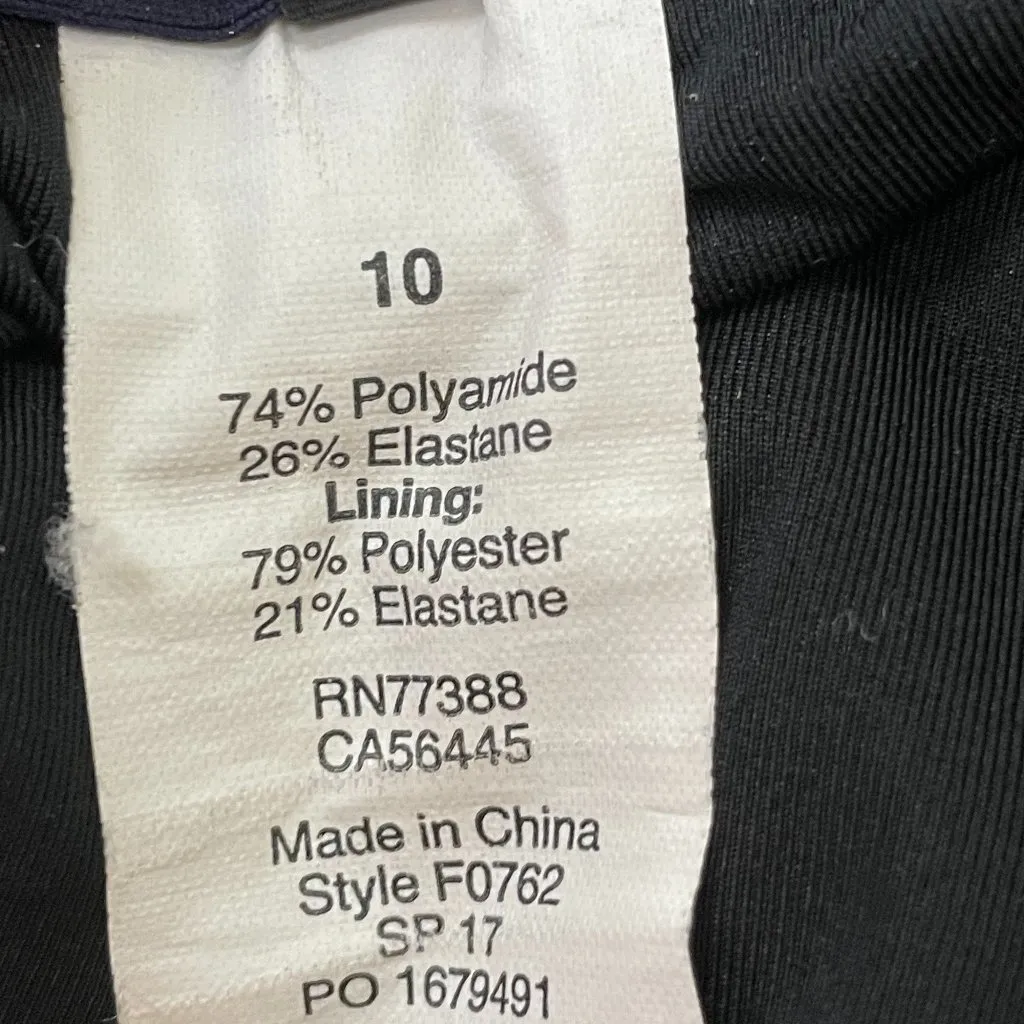 10
74% Polyamide
26% Elastane
Lining:
79% Polyester
21% Elastane
RN77388
CA56445
Made in China
Style F0762
SP 17
PO 1679491